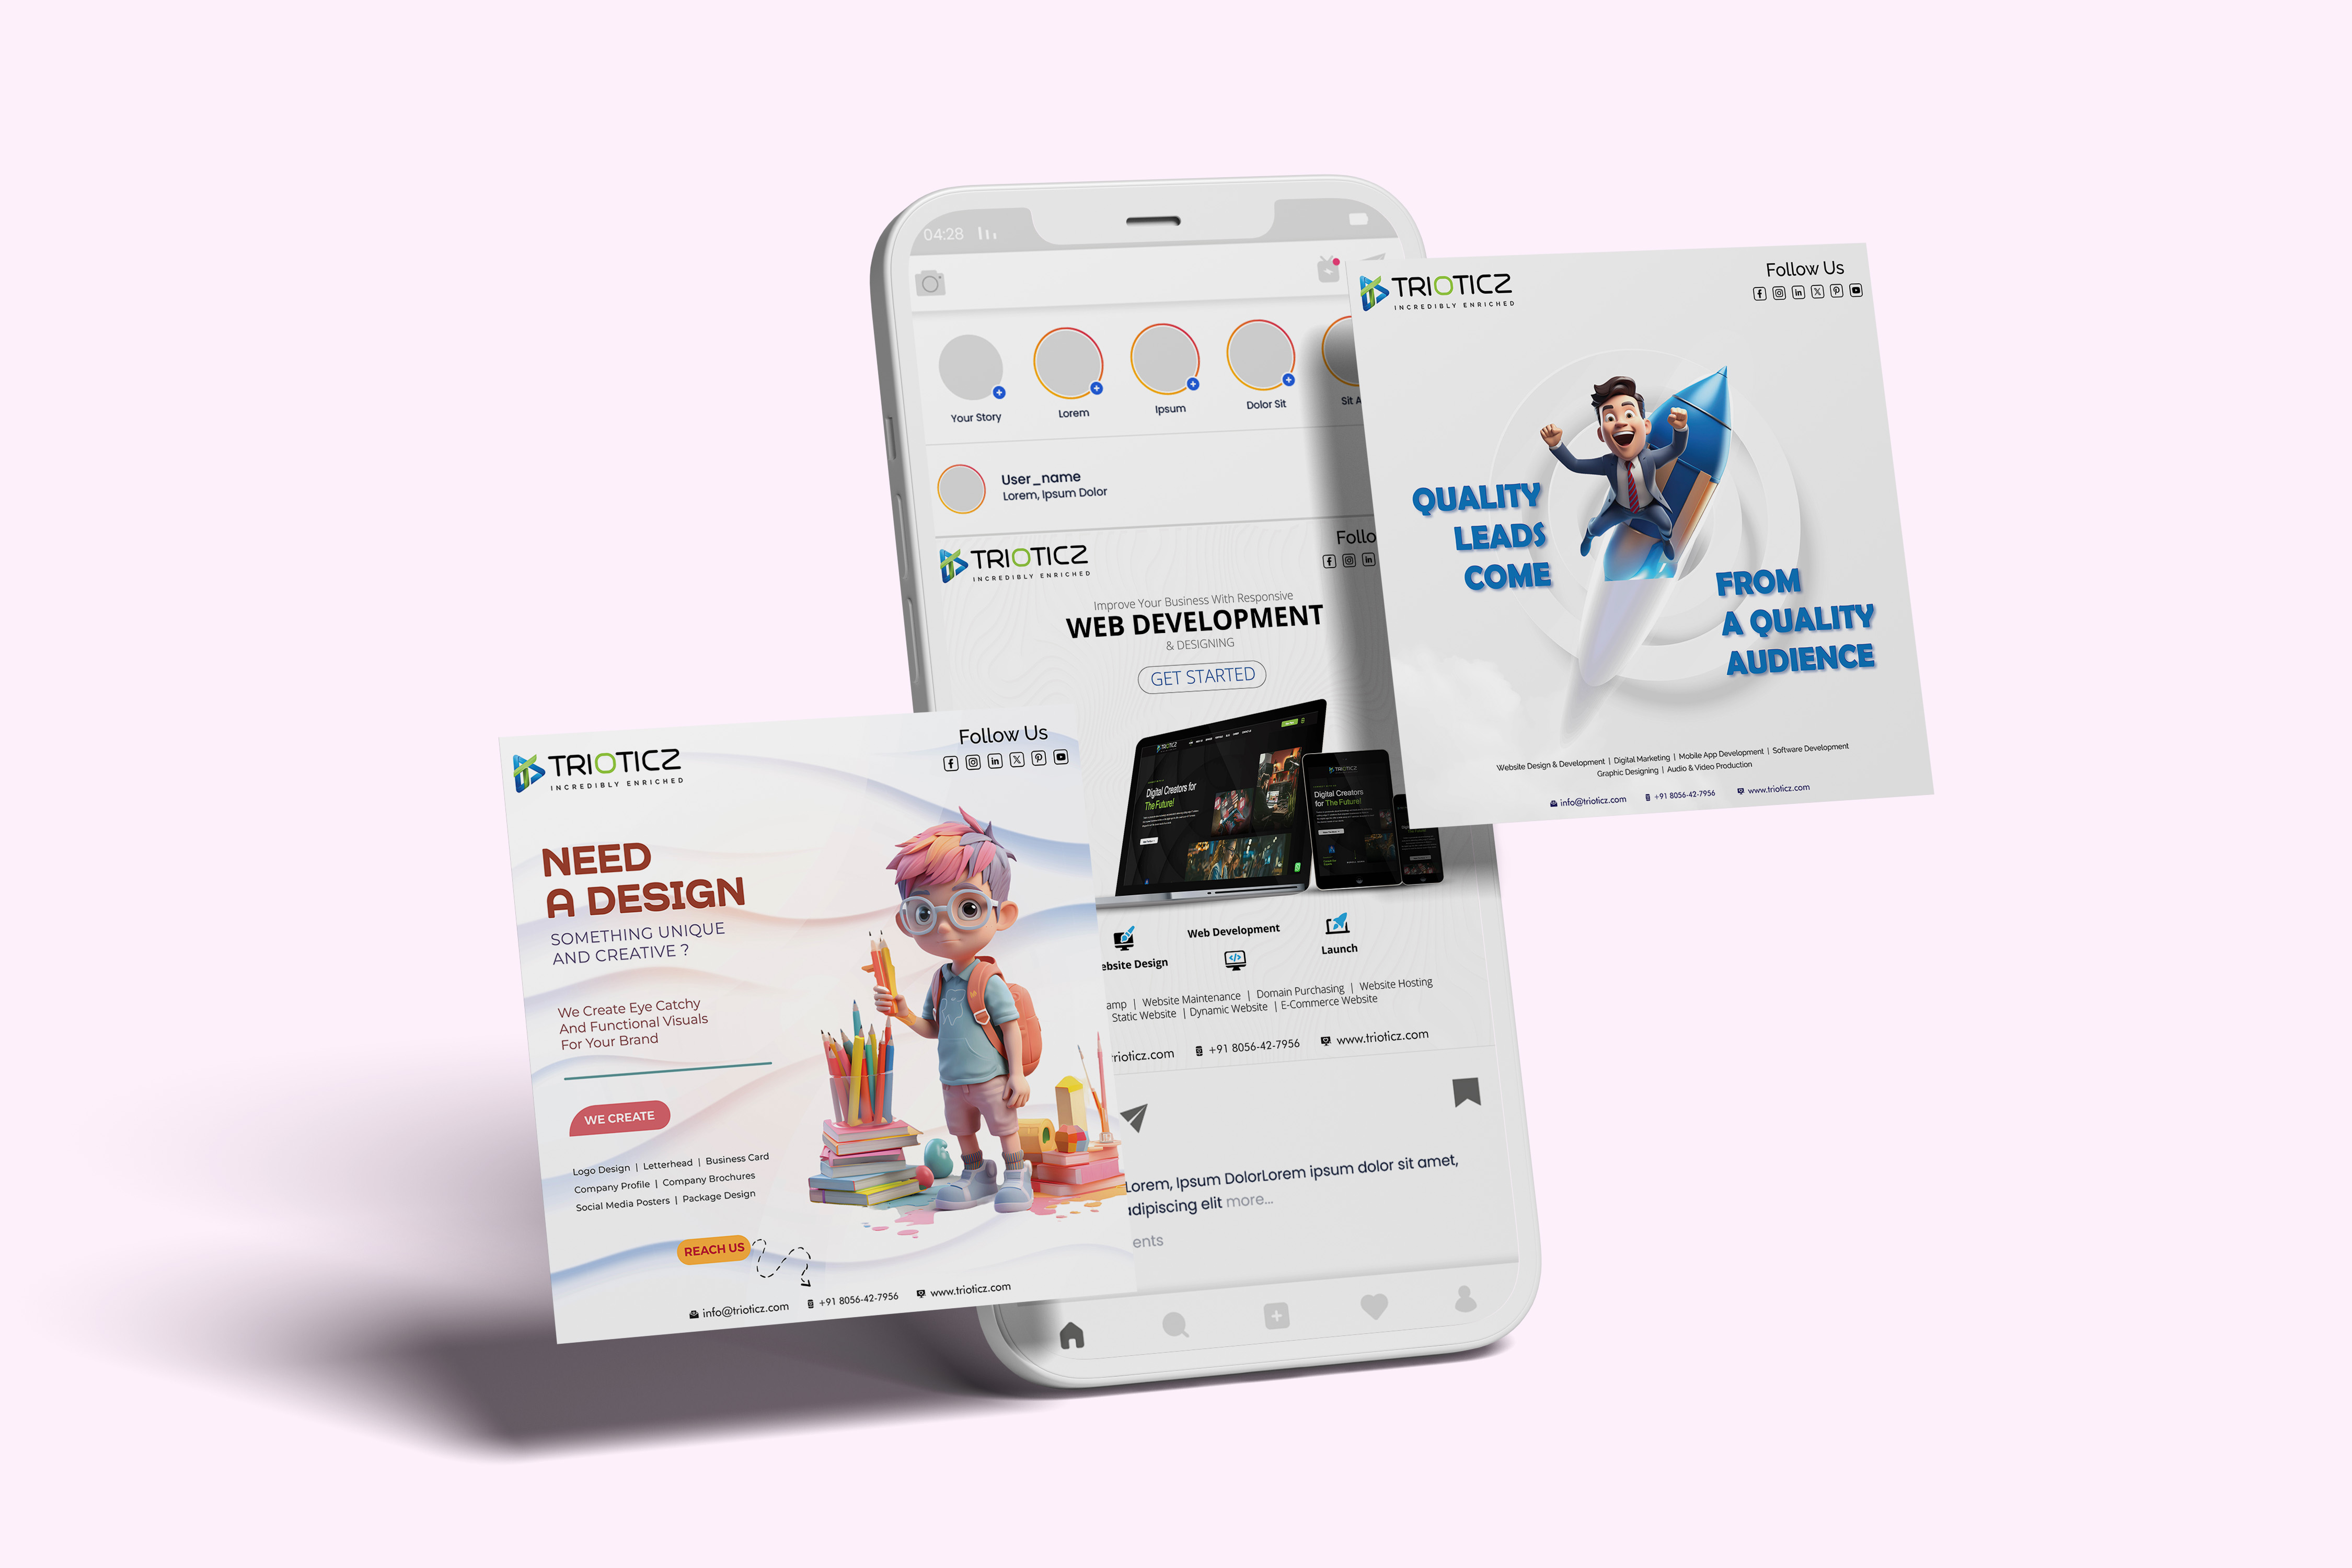 04:28
Your Story
Lorem
Ipsum
Dolor Sit
Sit A
User_name
Lorem, Ipsum Dolor
TRIOTICZ
INCREDIBLY ENRICHED
Follo
Improve Your Business With Responsive
WEB DEVELOPMENT
& DESIGNING
GET STARTED
TRIOTICZ
Digital Creators for
The Future!
TRIOTICZ
Digital Creators
for The Future!
ebsite Design
Web Development
Launch
amp | Website Maintenance | Domain Purchasing | Website Hosting
Static Website | Dynamic Website | E-Commerce Website
rioticz.com +91 8056-42-7956 www.trioticz.com
Lorem, Ipsum DolorLorem ipsum dolor sit amet,
adipiscing elit more...
ents
TRIOTICZ
INCREDIBLY ENRICHED
Follow Us
QUALITY
LEADS
COME
FROM
A QUALITY
AUDIENCE
Website Design & Development | Digital Marketing | Mobile App Development | Software Development
Graphic Designing | Audio & Video Production
info@trioticz.com +91 8056-42-7956 www.trioticz.com
TRIOTICZ
INCREDIBLY ENRICHED
Follow Us
NEED
A DESIGN
SOMETHING UNIQUE
AND CREATIVE ?
We Create Eye Catchy
And Functional Visuals
For Your Brand
WE CREATE
Logo Design | Letterhead | Business Card
Company Profile | Company Brochures
Social Media Posters | Package Design
REACH US
info@trioticz.com +91 8056-42-7956 www.trioticz.com